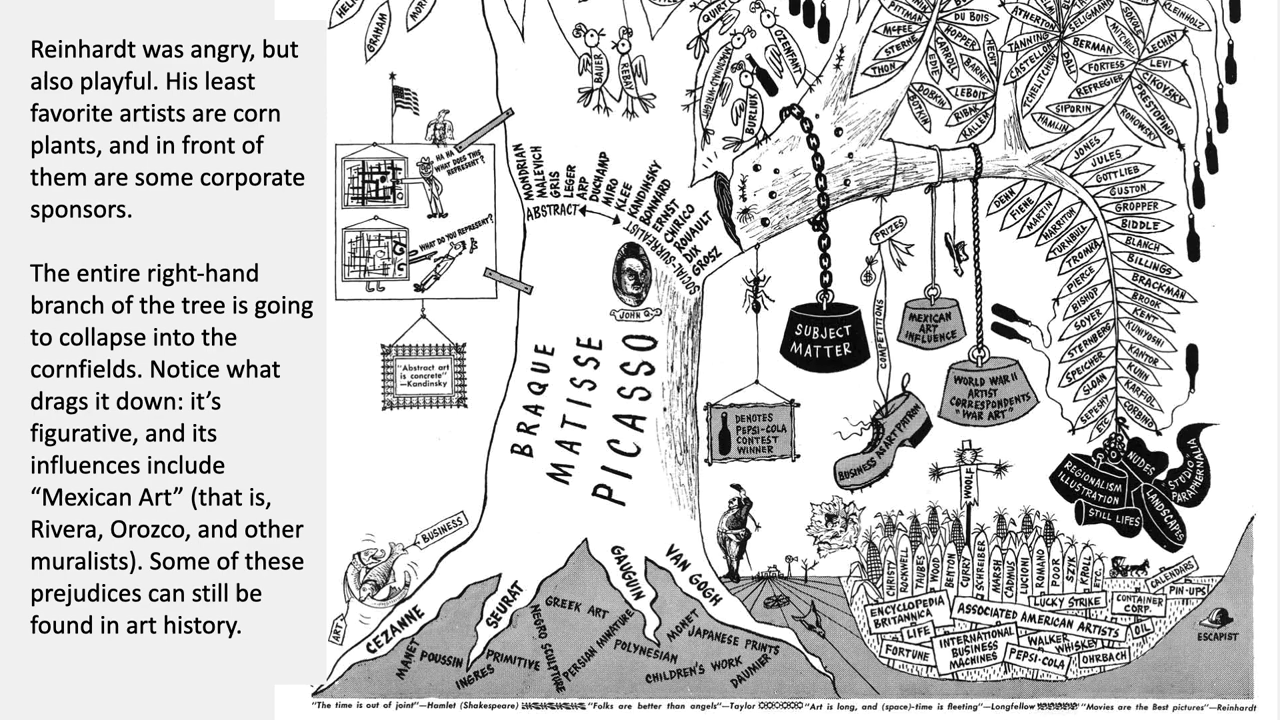 Reinhardt was angry, but
also playful. His least
favorite artists are corn
plants, and in front of
them are some corporate
sponsors.
The entire right-hand
branch of the tree is going
to collapse into the
cornfields. Notice what
drags it down: it’s
figurative, and its
influences include
“Mexican Art” (that is,
Rivera, Orozco, and other
muralists). Some of these
prejudices can still be
found in art history.
GRAHAM
BAUER
REBAY
OZENFANT
BURLIUK
PITTMAN
MCFEE
STERNE
THON
DU BOIS
HOPPER
CARROLL
HECHT
BARNET
DOBKIN
BOTKIN
LEBOIT
RIBAK
KALLEM
ATHERTON
TANNING
CASTELLON
TCHELITCHEW
SELIGMANN
DALI
BERMAN
FORTESS
REFREGIER
SIPORIN
HAMLIN
MITCHELL
KLEINHOLZ
LECHAY
LEVI
CIKOVSKY
PRESTOPINO
KONOWSKY
HA HA
WHAT DOES THIS
REPRESENT?
WHAT DO YOU REPRESENT?
"Abstract art
is concrete"
—Kandinsky
MONDRIAN
MALEVICH
GRIS
LEGER
ARP
DUCHAMP
MIRO
KLEE
KANDINSKY
BONNARD
ERNST
CHIRICO
ROUAULT
DIX
GROSZ
ABSTRACT
SOCIAL-SURREALIST
JOHN Q.
BRAQUE
MATISSE
PICASSO
SUBJECT
MATTER
PRIZES
COMPETITIONS
MEXICAN
ART
INFLUENCE
WORLD WAR II
ARTIST
CORRESPONDENTS
"WAR ART"
DENOTES
PEPSI-COLA
CONTEST
WINNER
BUSINESS AS ART PATRON
JONES
JULES
GOTTLIEB
GUSTON
GROPPER
BIDDLE
BLANCH
BILLINGS
BRACKMAN
BROOK
KENT
KUNIYOSHI
KANTOR
KUHN
KARFIOL
CORBINO
DEHN
FIENE
MARTIN
HARRITON
TURNBULL
TROMKA
PIERCE
BISHOP
SOYER
STERNBERG
SPEICHER
SLOAN
SEPESHY
ETC.
REGIONALISM
ILLUSTRATION
NUDES
STUDIO PARAPHERNALIA
STILL LIFES
LANDSCAPES
WOOLF
CHRISTY
ROCKWELL
TAUBES
WOOD
BENTON
CURRY
SCHREIBER
MARSH
CADMUS
LUCIONI
ROMANO
POOR
SZYK
KROLL
ETC.
CALENDARS
PIN-UPS
ENCYCLOPEDIA
BRITANNICA
ASSOCIATED AMERICAN ARTISTS
LUCKY STRIKE
CONTAINER
CORP.
OIL
LIFE
FORTUNE
INTERNATIONAL
BUSINESS
MACHINES
WALKER
WHISKEY
PEPSI-COLA
OHRBACH
ESCAPIST
BUSINESS
ART
CEZANNE
SEURAT
GAUGUIN
VAN GOGH
MANET
POUSSIN
INGRES
PRIMITIVE
GREEK ART
NEGRO SCULPTURE
PERSIAN MINIATURE
POLYNESIAN
MONET
JAPANESE PRINTS
CHILDREN'S WORK
DAUMIER
"The time is out of joint"—Hamlet (Shakespeare) "Folks are better than angels"—Taylor "Art is long, and (space)-time is fleeting"—Longfellow "Movies are the Best pictures"—Reinhardt